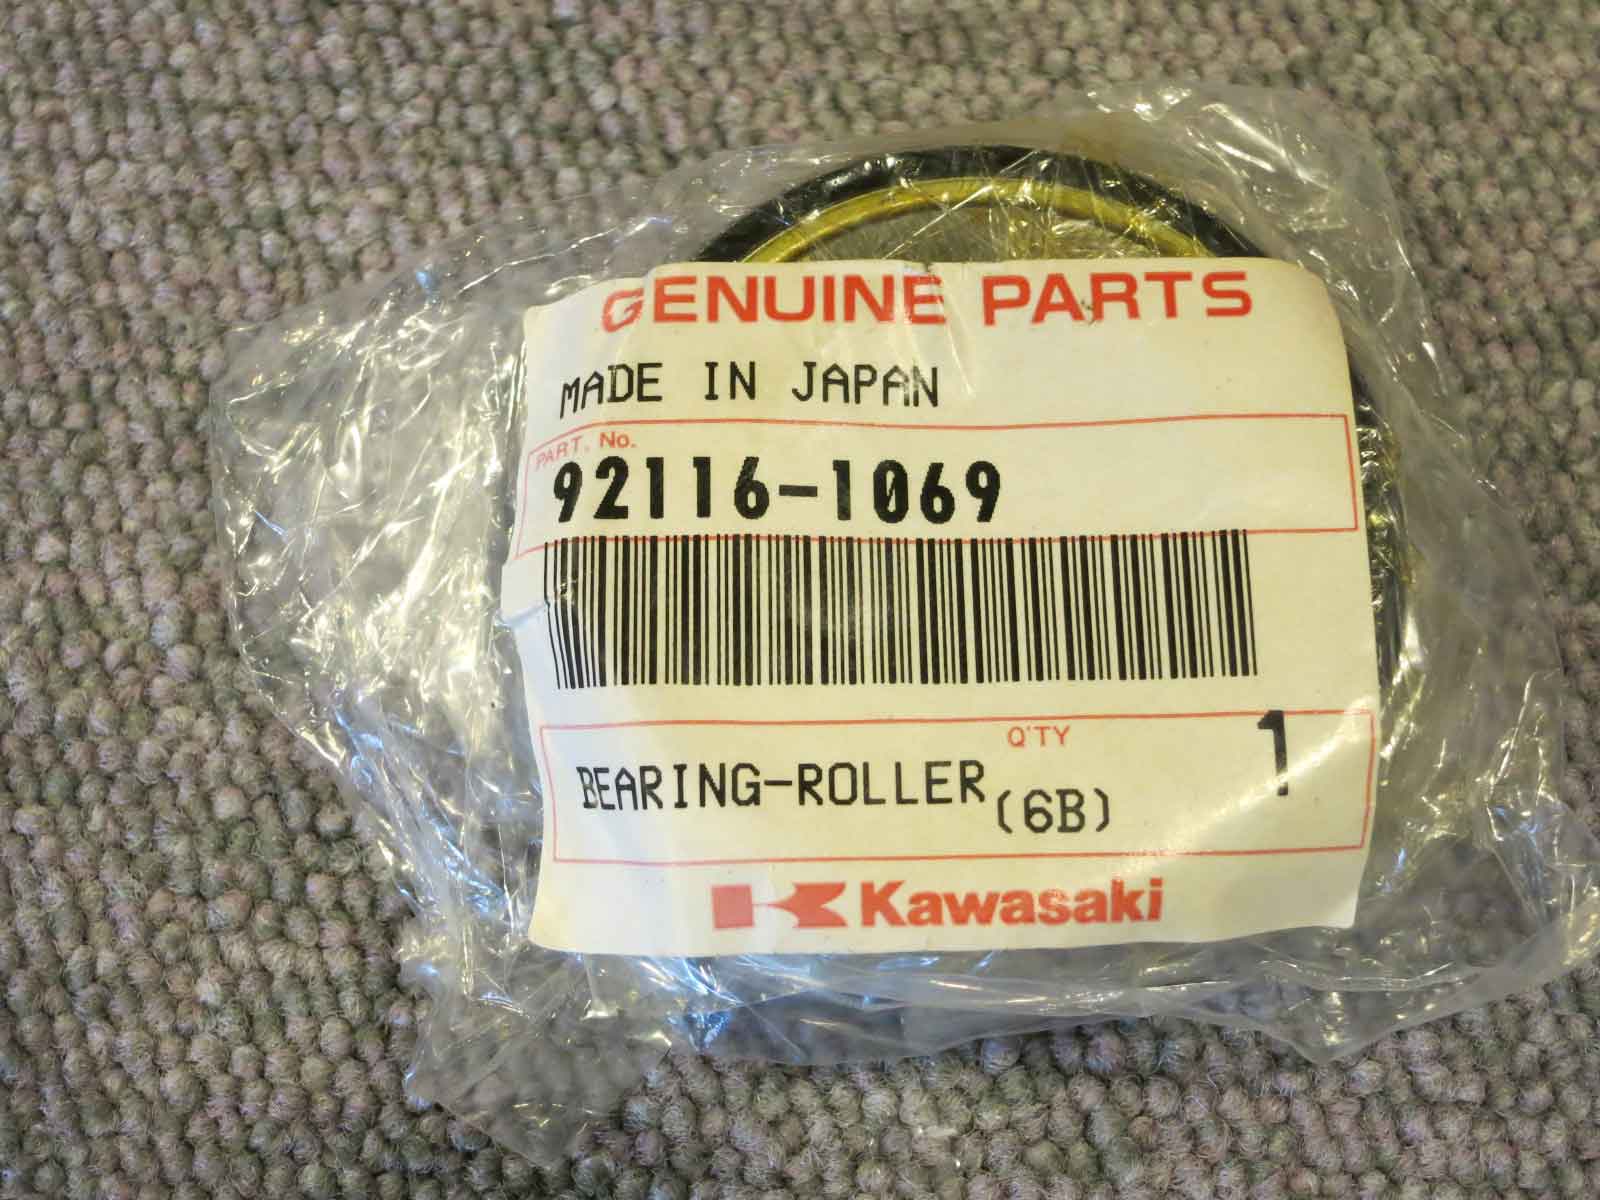 GENUINE PARTS
MADE IN JAPAN
PART. No.
92116-1069
Q'TY
BEARING-ROLLER (6B) 1
Kawasaki